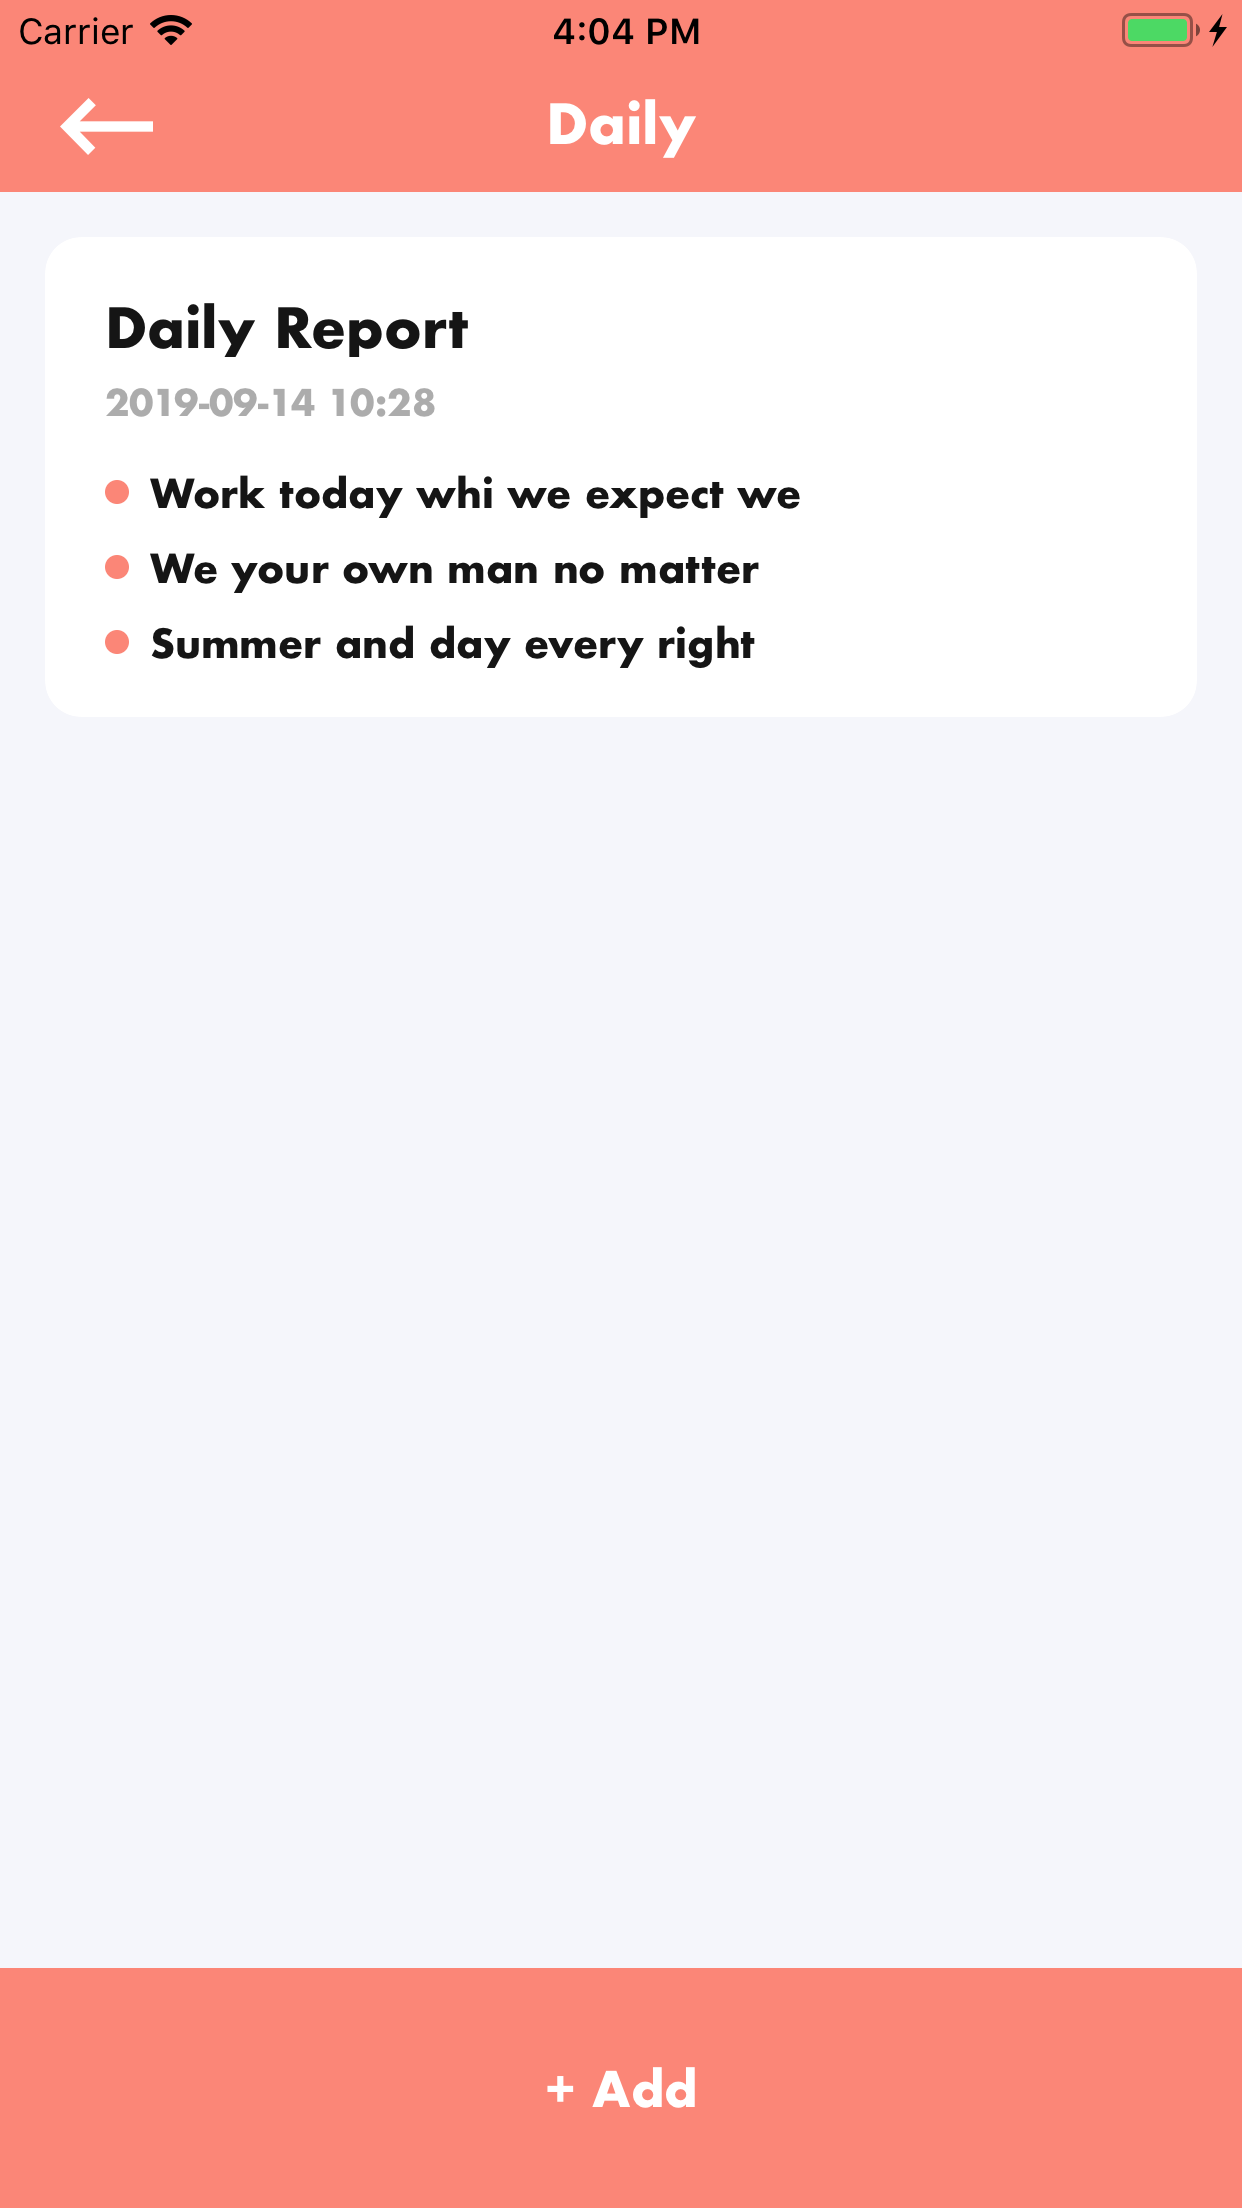 Carrier 4:04 PM
Daily
Daily Report
2019-09-14 10:28
Work today whi we expect we
We your own man no matter
Summer and day every right
+ Add